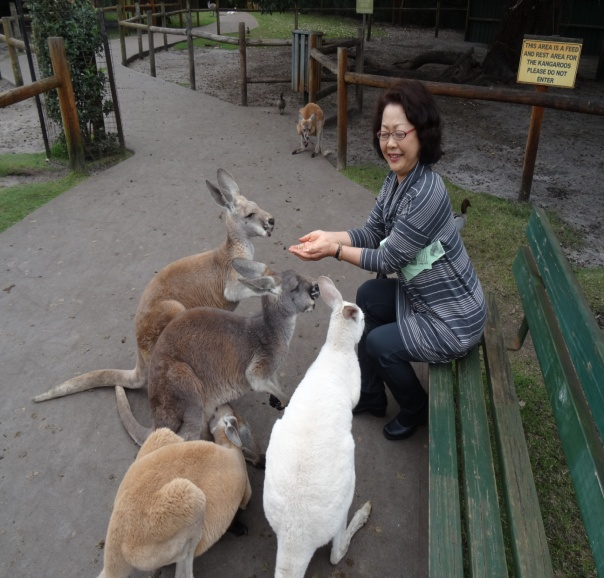 THIS AREA IS A FEED
AND REST AREA FOR
THE KANGAROOS
PLEASE DO NOT
ENTER